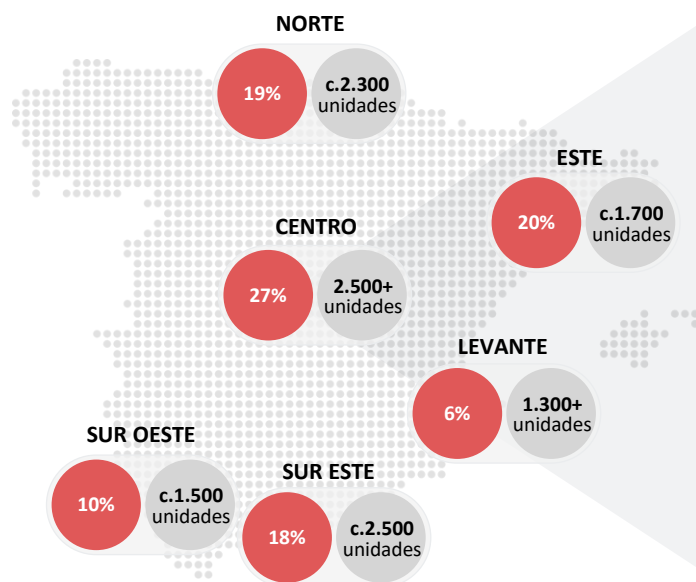 NORTE
19%
c.2.300
unidades
ESTE
20%
c.1.700
unidades
CENTRO
27%
2.500+
unidades
LEVANTE
6%
1.300+
unidades
SUR OESTE
10%
c.1.500
unidades
SUR ESTE
18%
c.2.500
unidades